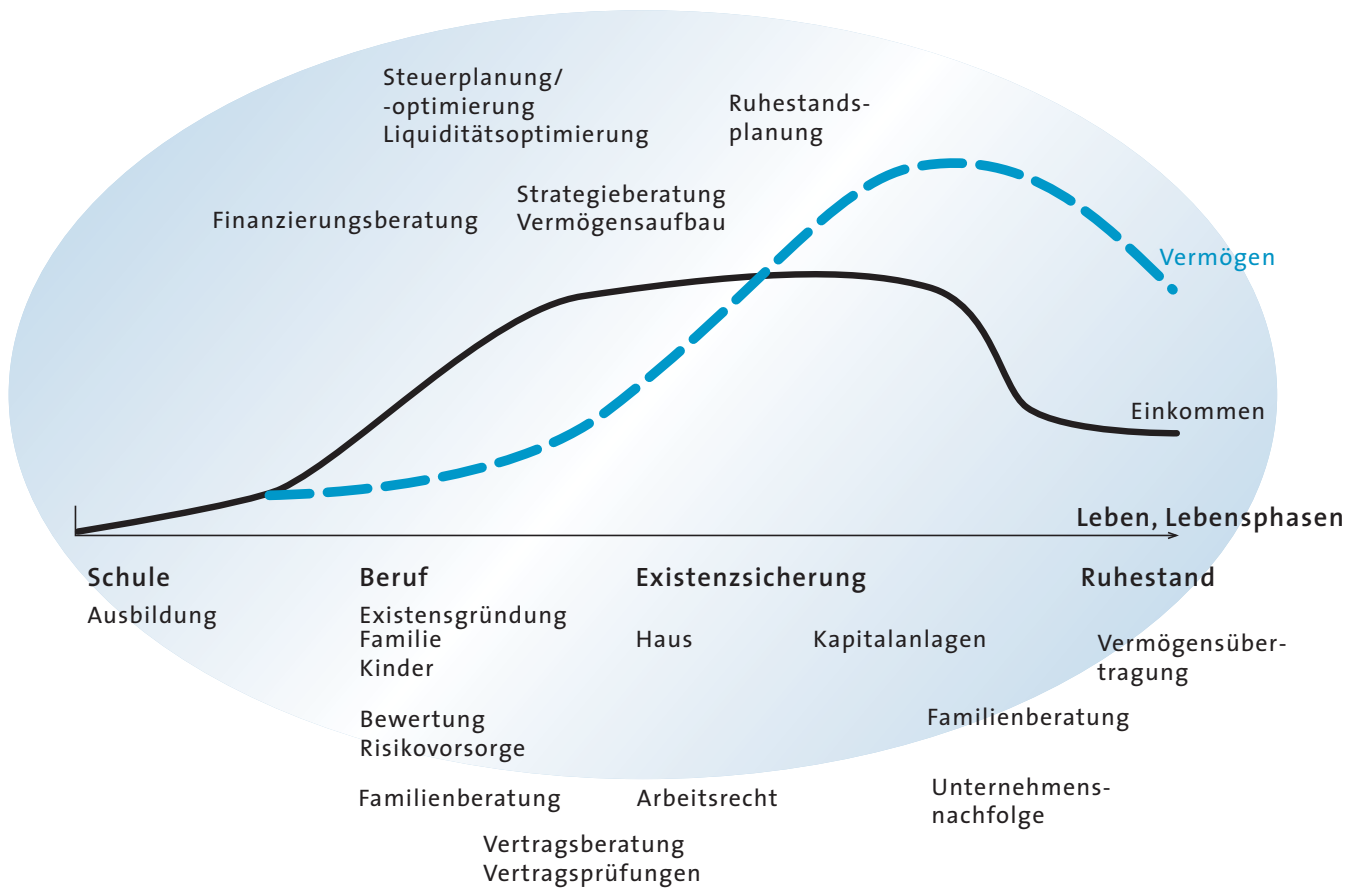 Steuerplanung/
-optimierung
Liquiditätsoptimierung
Ruhestands-
planung
Finanzierungsberatung
Strategieberatung
Vermögensaufbau
Vermögen
Einkommen
Leben, Lebensphasen
Schule
Ausbildung
Beruf
Existensgründung
Familie
Kinder
Bewertung
Risikovorsorge
Familienberatung
Vertragsberatung
Vertragsprüfungen
Existenzsicherung
Haus
Kapitalanlagen
Arbeitsrecht
Ruhestand
Vermögensüber-
tragung
Familienberatung
Unternehmens-
nachfolge